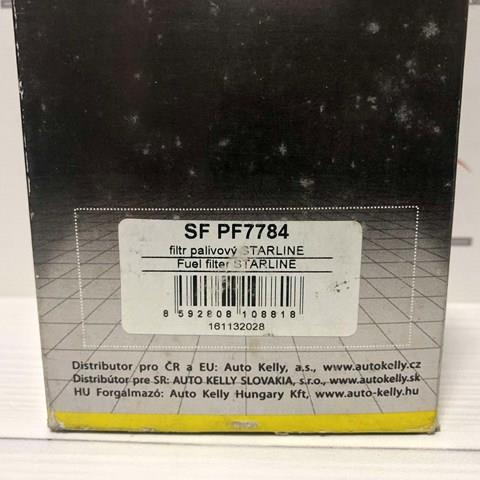 SF PF7784
filtr palivový STARLINE
Fuel filter STARLINE
8 592808 108818
161132028
Distributor pro ČR a EU: Auto Kelly, a.s., www.autokelly.cz
Distribútor pre SR: AUTO KELLY SLOVAKIA, s.r.o., www.autokelly.sk
HU Forgálmazó: Auto Kelly Hungary Kft, www.auto-kelly.hu